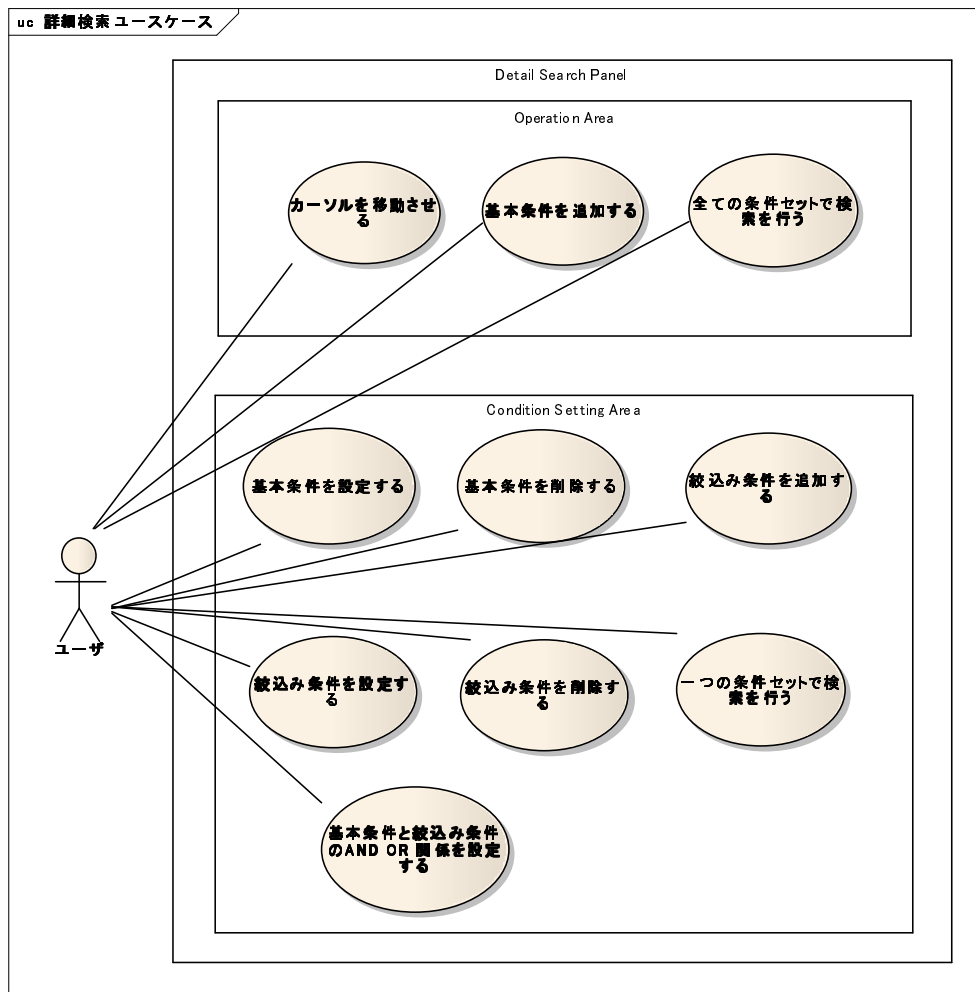 uc 詳細検索ユースケース
Detail Search Panel
Operation Area
カーソルを移動させ
る
基本条件を追加する
全ての条件セットで検
索を行う
Condition Setting Area
基本条件を設定する
基本条件を削除する
絞込み条件を追加す
る
ユーザ
絞込み条件を設定す
る
絞込み条件を削除す
る
一つの条件セットで検
索を行う
基本条件と絞込み条件
のAND OR 関係を設定
する